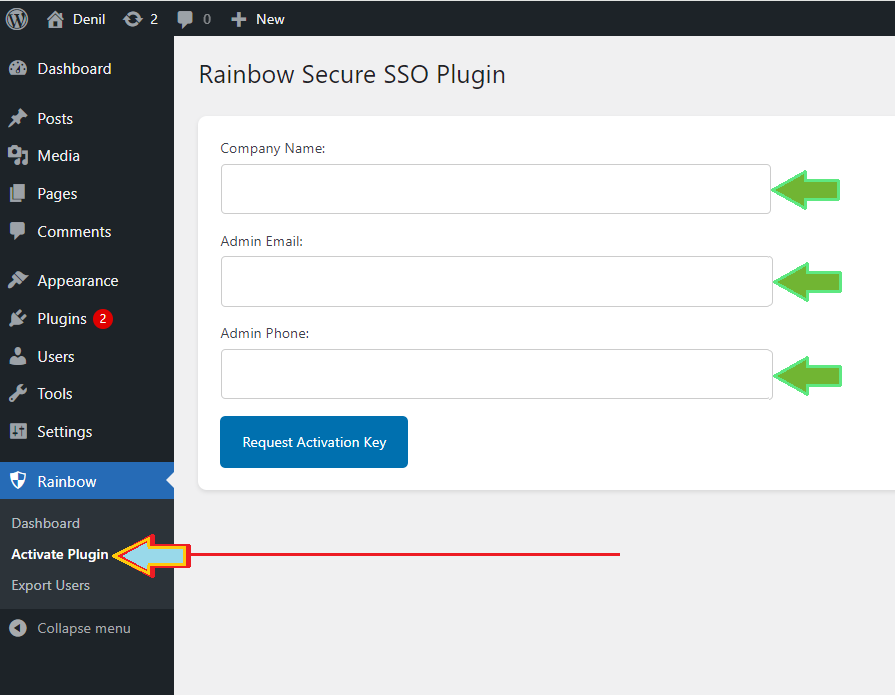 Denil 2 0 New
Dashboard
Posts
Media
Pages
Comments
Appearance
Plugins 2
Users
Tools
Settings
Rainbow
Dashboard
Activate Plugin
Export Users
Collapse menu
Rainbow Secure SSO Plugin
Company Name:
Admin Email:
Admin Phone:
Request Activation Key